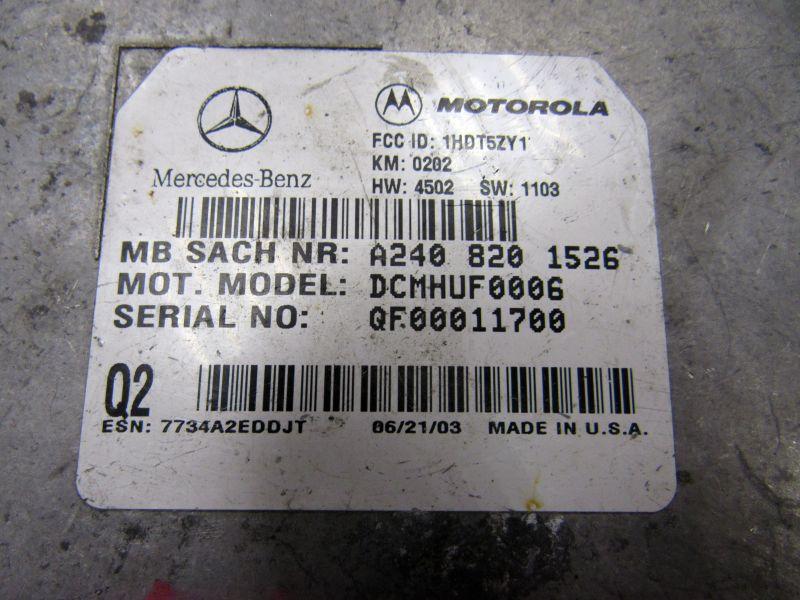 MOTOROLA
FCC ID: 1HDT5ZY1
KM: 0202
Mercedes-Benz
HW: 4502 SW: 1103
MB SACH NR: A240 820 1526
MOT. MODEL: DCMHUF0006
SERIAL NO: QF00011700
Q2
ESN: 7734A2EDDJT 06/21/03 MADE IN U.S.A.